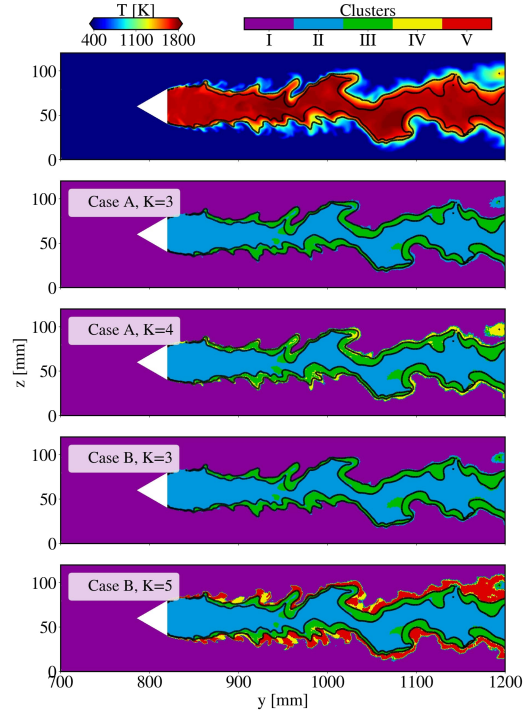 T [K]
Clusters
400 1100 1800
I II III IV V
100
50
0
Case A, K=3
100
50
0
Case A, K=4
100
50
0
z [mm]
Case B, K=3
100
50
0
Case B, K=5
100
50
0
700 800 900 1000 1100 1200
y [mm]